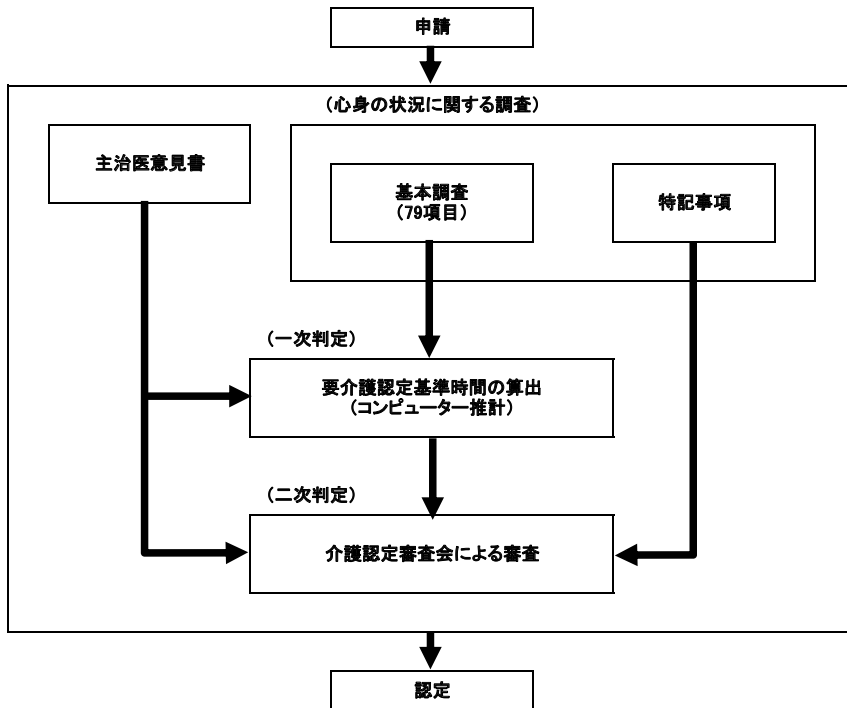 申請
(心身の状況に関する調査)
主治医意見書
基本調査
(79項目)
特記事項
(一次判定)
要介護認定基準時間の算出
(コンピューター推計)
(二次判定)
介護認定審査会による審査
認定